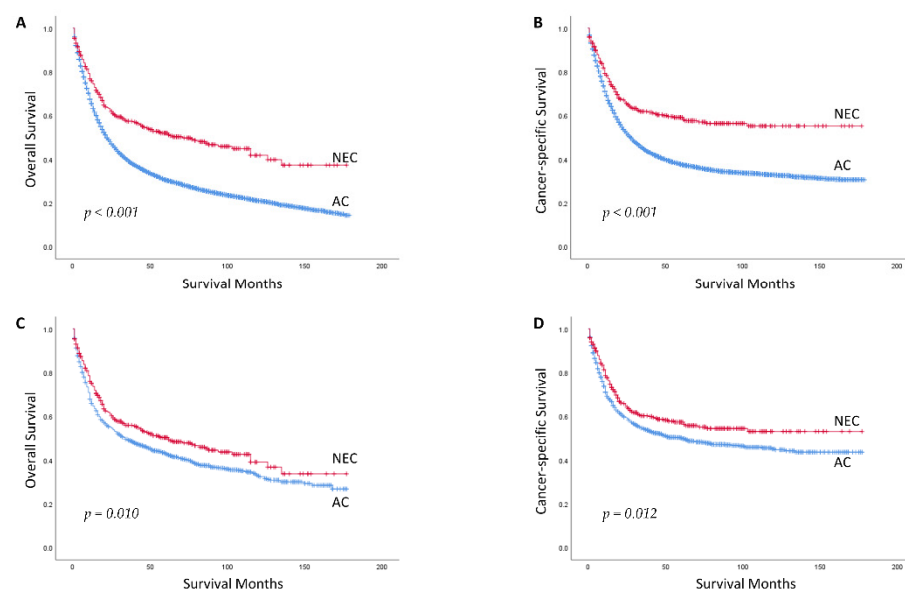 A
Overall Survival
1.0
0.8
0.6
0.4
0.2
0.0
NEC
AC
p < 0.001
0 50 100 150 200
Survival Months
B
Cancer-specific Survival
1.0
0.8
0.6
0.4
0.2
0.0
NEC
AC
p < 0.001
0 50 100 150 200
Survival Months
C
Overall Survival
1.0
0.8
0.6
0.4
0.2
0.0
NEC
AC
p = 0.010
0 50 100 150 200
Survival Months
D
Cancer-specific Survival
1.0
0.8
0.6
0.4
0.2
0.0
NEC
AC
p = 0.012
0 50 100 150 200
Survival Months